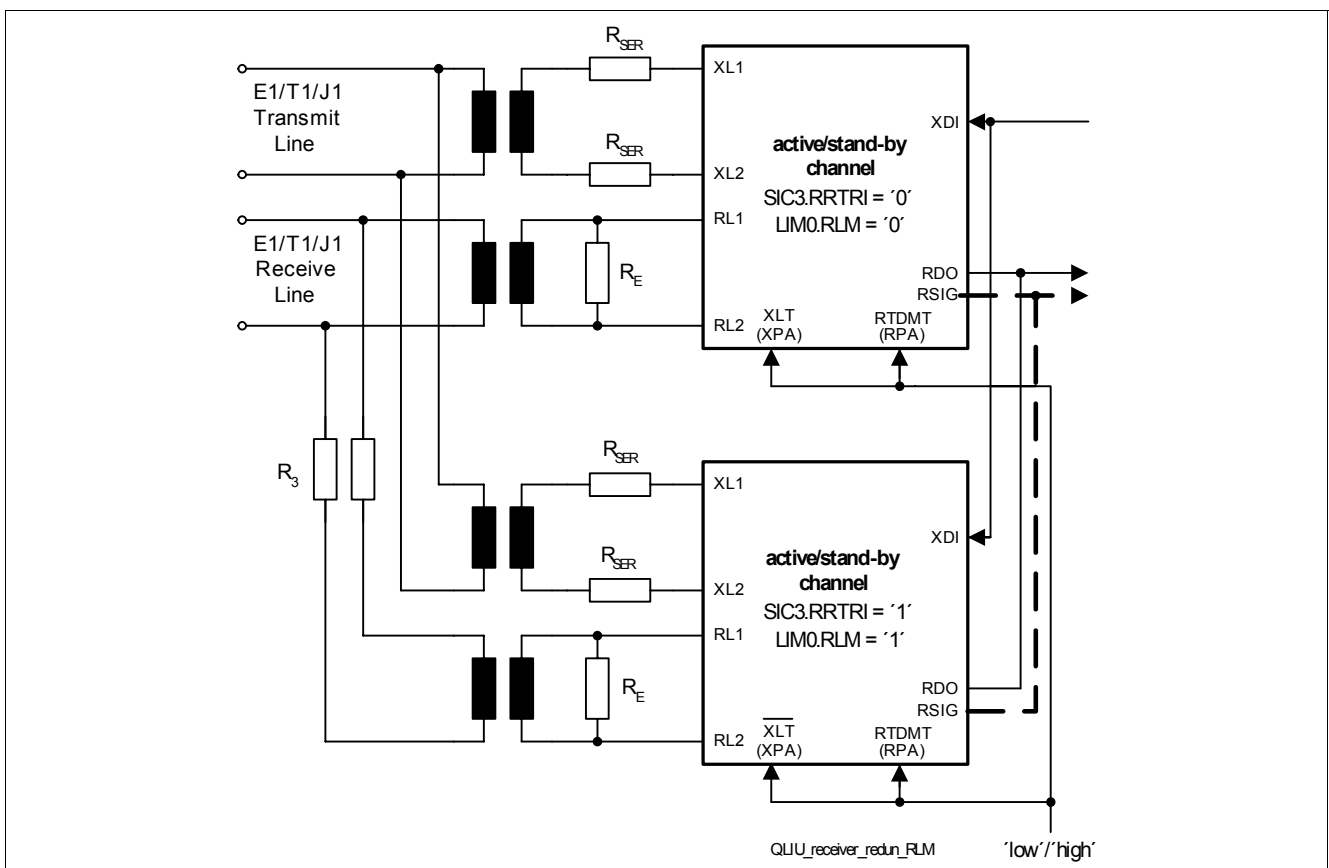 R_SER
XL1
E1/T1/J1
Transmit
Line
XDI
active/stand-by
channel
R_SER
XL2
SIC3.RRTRI = ´0´
LIM0.RLM = ´0´
RL1
E1/T1/J1
Receive
Line
R_E
RDO
RSIG
RL2
XLT
(XPA)
RTDMT
(RPA)
R_3
R_SER
XL1
XDI
active/stand-by
channel
R_SER
XL2
SIC3.RRTRI = ´1´
LIM0.RLM = ´1´
RL1
R_E
RDO
RSIG
RL2
XLT
(XPA)
RTDMT
(RPA)
QLIU_receiver_redun_RLM
´low´/´high´